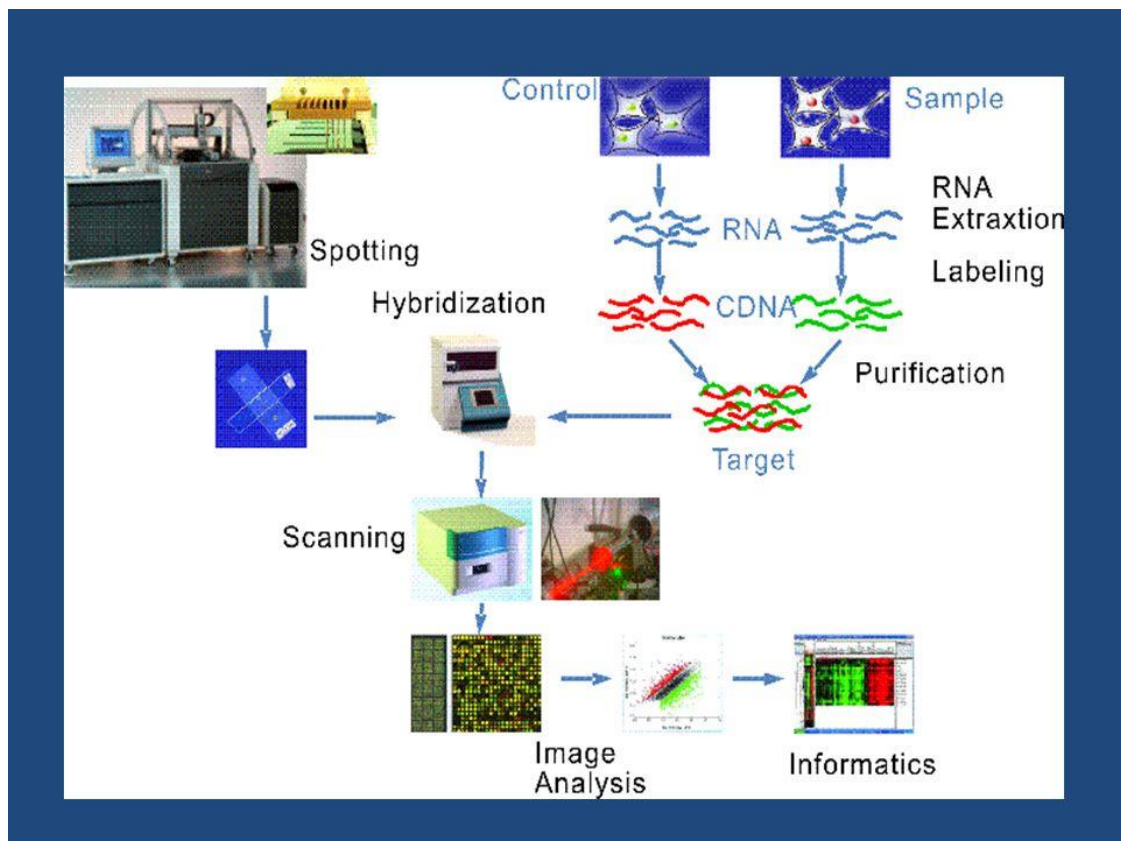 Control
Sample
RNA
Extraxtion
RNA
Spotting
Labeling
Hybridization
CDNA
Purification
Target
Scanning
Image
Analysis
Informatics